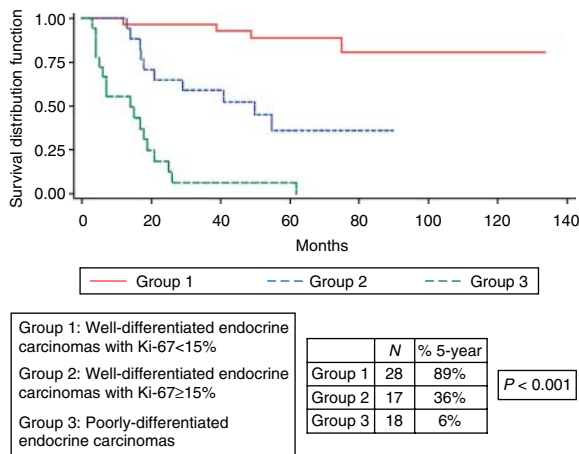 Survival distribution function
1.00
0.75
0.50
0.25
0.00
0 20 40 60 80 100 120 140
Months
Group 1 Group 2 Group 3
Group 1: Well-differentiated endocrine
carcinomas with Ki-67<15%
Group 2: Well-differentiated endocrine
carcinomas with Ki-67≥15%
Group 3: Poorly-differentiated
endocrine carcinomas
N % 5-year
Group 1 28 89%
Group 2 17 36%
Group 3 18 6%
P < 0.001